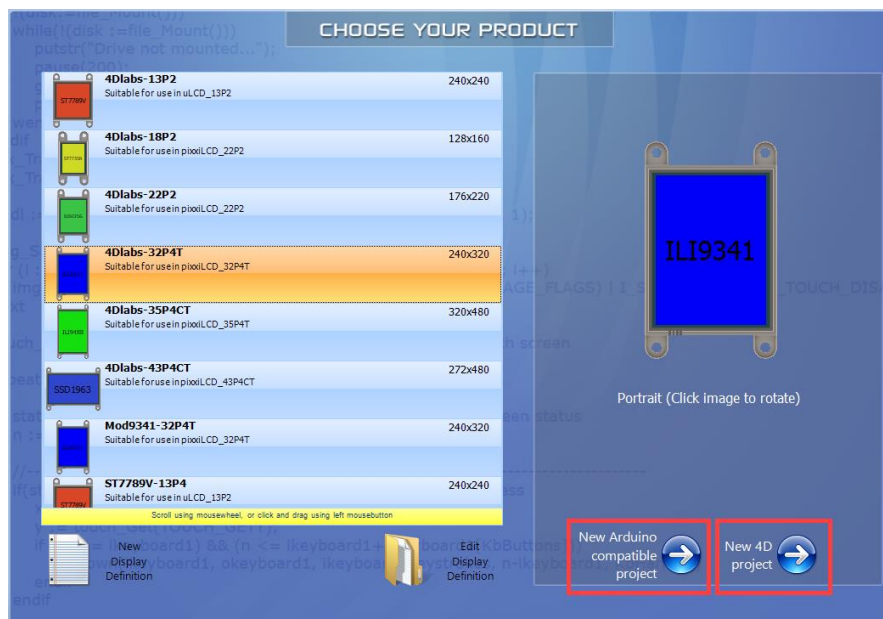 CHOOSE YOUR PRODUCT
4Dlabs-13P2
240x240
Suitable for use in uLCD_13P2
ST7789V
4Dlabs-18P2
128x160
Suitable for use in pixxiLCD_22P2
4Dlabs-22P2
176x220
Suitable for use in pixxiLCD_22P2
4Dlabs-32P4T
240x320
Suitable for use in pixxiLCD_32P4T
4Dlabs-35P4CT
320x480
Suitable for use in pixxiLCD_35P4T
4Dlabs-43P4CT
272x480
Suitable for use in pixxiLCD_43P4CT
SSD1963
Mod9341-32P4T
240x320
Suitable for use in pixxiLCD_32P4T
ST7789V-13P4
240x240
Suitable for use in uLCD_13P2
ST7789V
Scroll using mousewheel, or click and drag using left mousebutton
New
Display
Definition
Edit
Display
Definition
ILI9341
Portrait (Click image to rotate)
New Arduino
compatible
project
New 4D
project
while(!(disk :=file_Mount()))
putstr("Drive not mounted...");
pause(200);